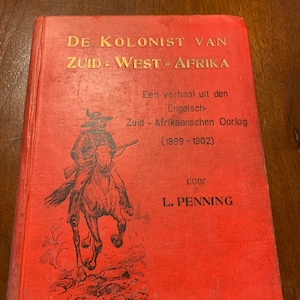 DE KOLONIST VAN
ZUID-WEST-AFRIKA
Een verhaal uit den
Engelsch-
Zuid-Afrikaanschen Oorlog
(1899-1902)
door
L. PENNING